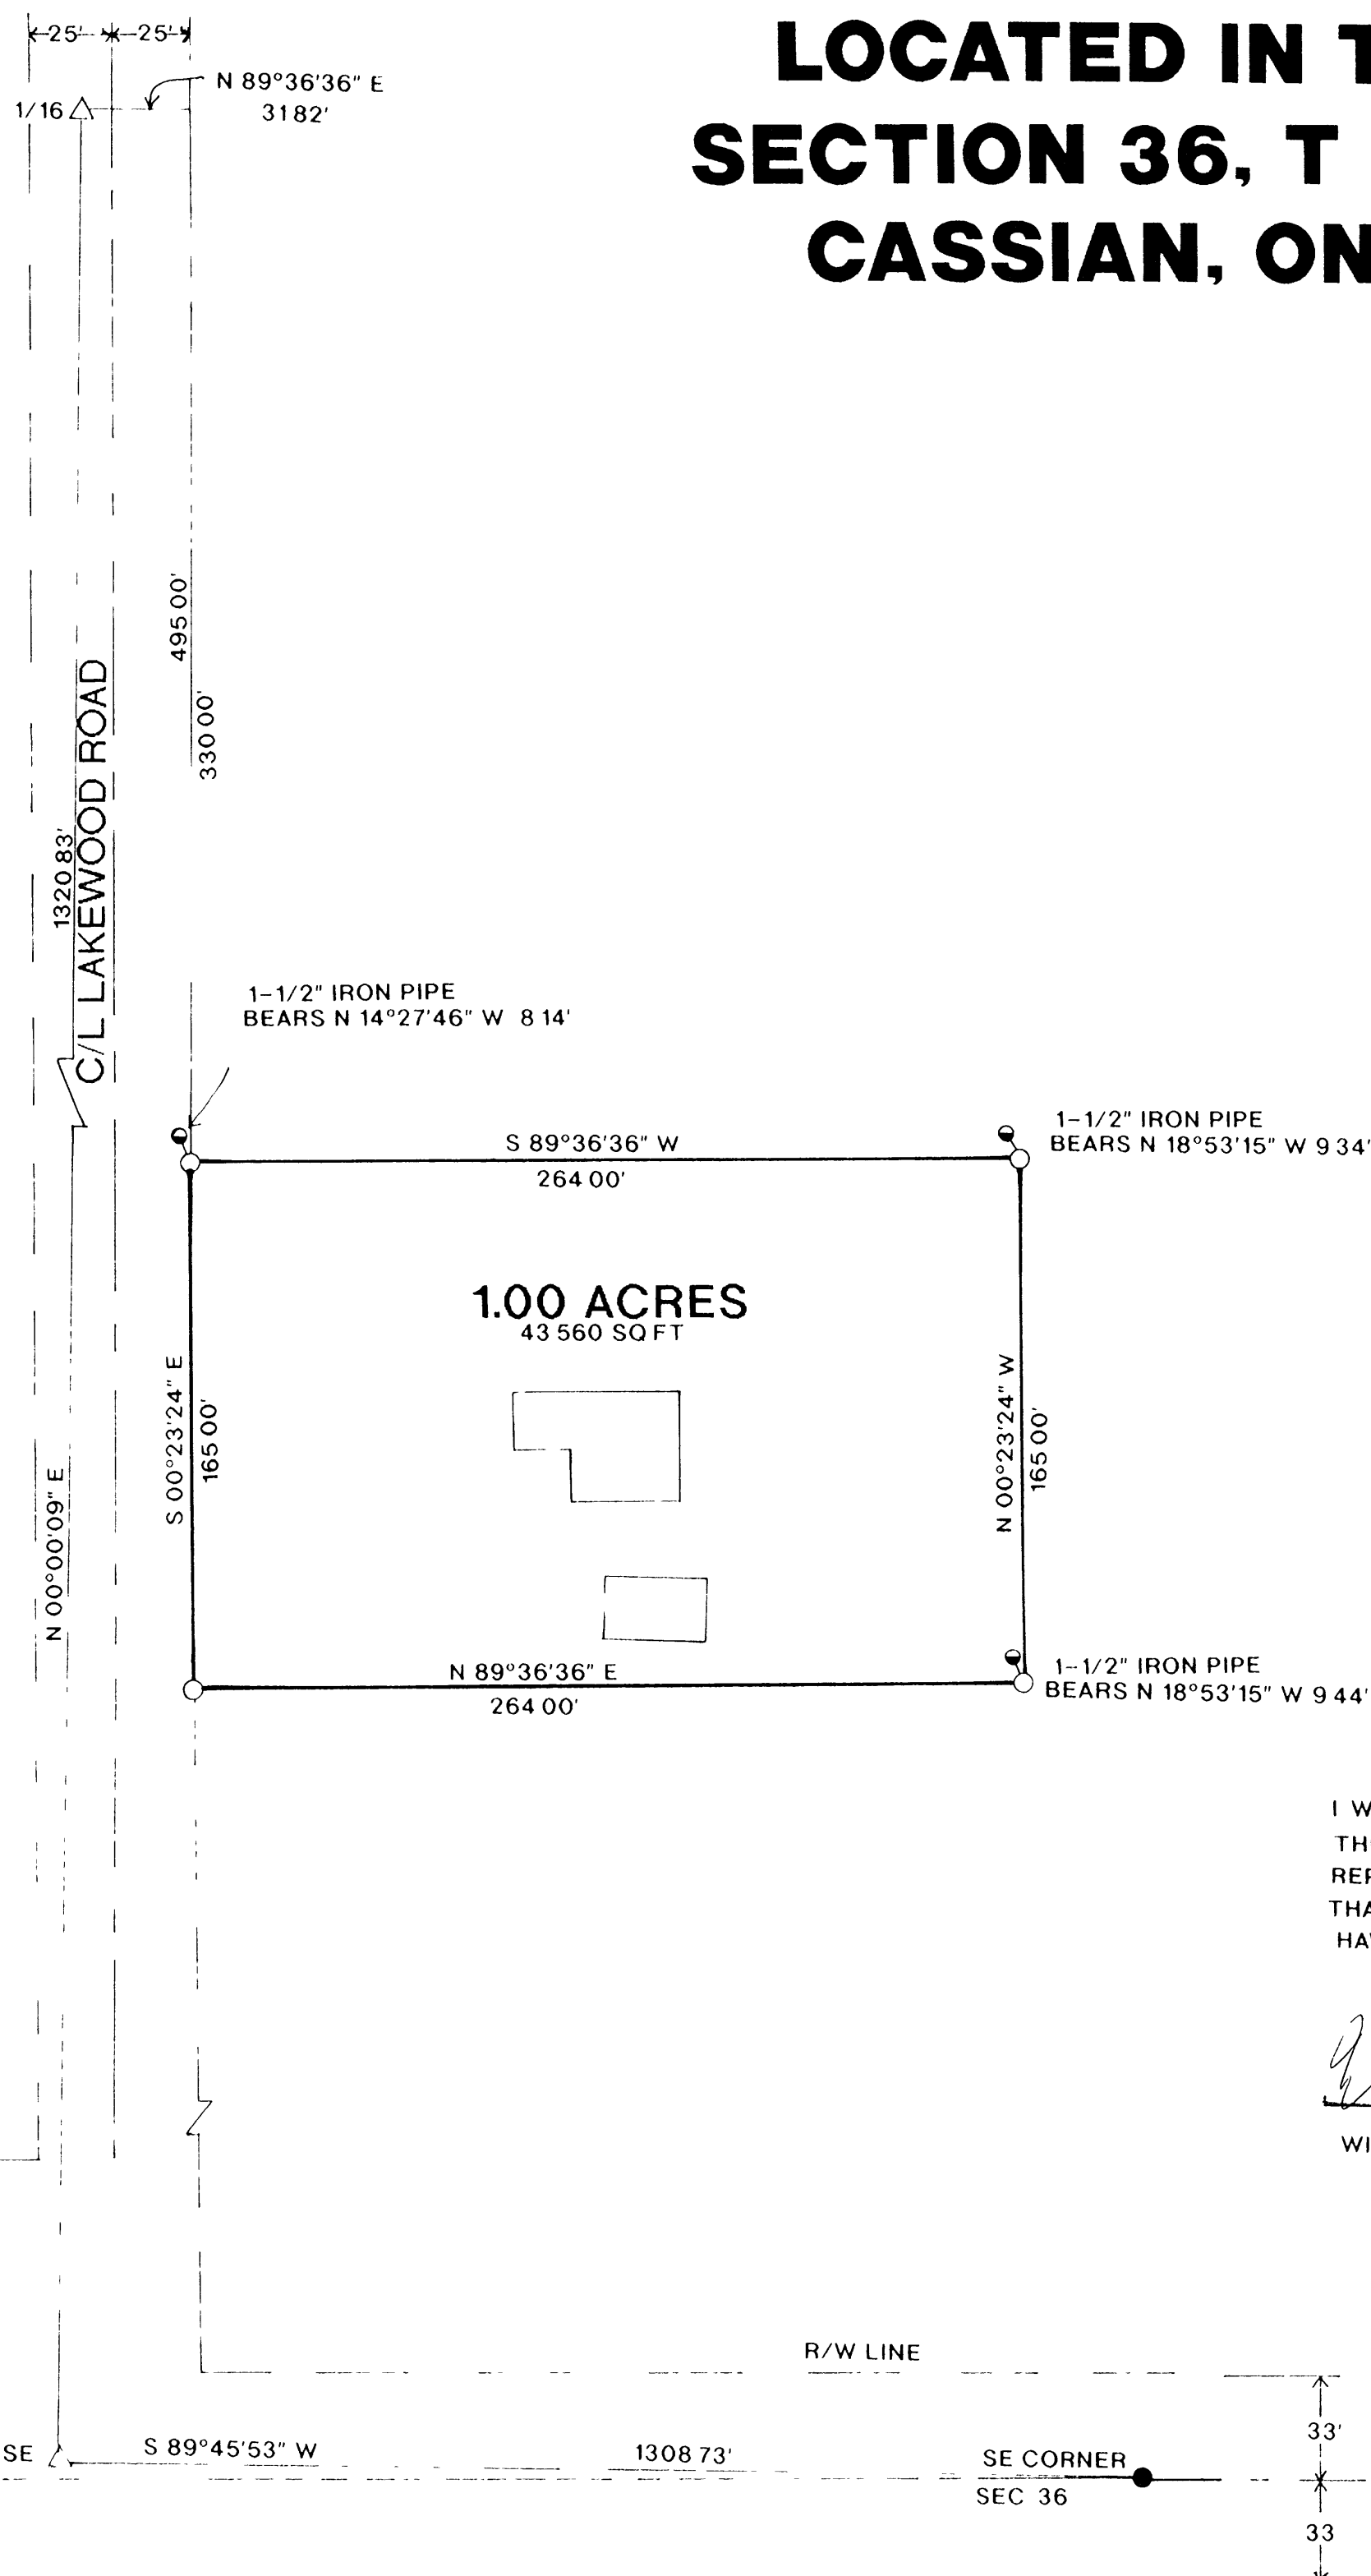 LOCATED IN T
SECTION 36, T
CASSIAN, ON
25' 25'
1/16
N 89°36'36" E
31 82'
495 00'
330 00'
1320 83'
C/L LAKEWOOD ROAD
1-1/2" IRON PIPE
BEARS N 14°27'46" W 8 14'
1-1/2" IRON PIPE
BEARS N 18°53'15" W 9 34'
S 89°36'36" W
264 00'
1.00 ACRES
43 560 SQ FT
S 00°23'24" E
165 00'
N 00°23'24" W
165 00'
N 00°00'09" E
N 89°36'36" E
264 00'
1-1/2" IRON PIPE
BEARS N 18°53'15" W 9 44'
I W
TH
REF
THA
HA
WI
R/W LINE
33'
SE
S 89°45'53" W
1308 73'
SE CORNER
SEC 36
33